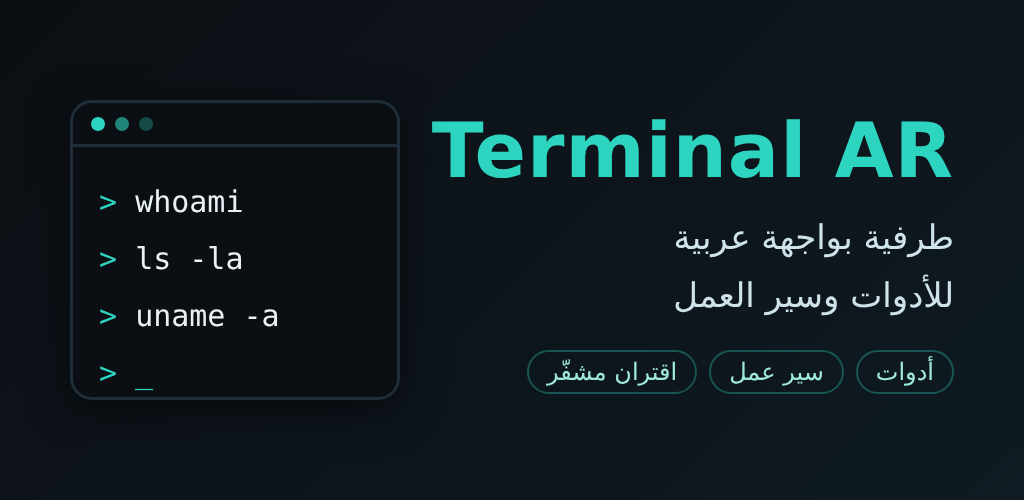 Terminal AR
طرفية بواجهة عربية
للأدوات وسير العمل
أدوات
سير عمل
اقتران مشفّر
> whoami
> ls -la
> uname -a
> _